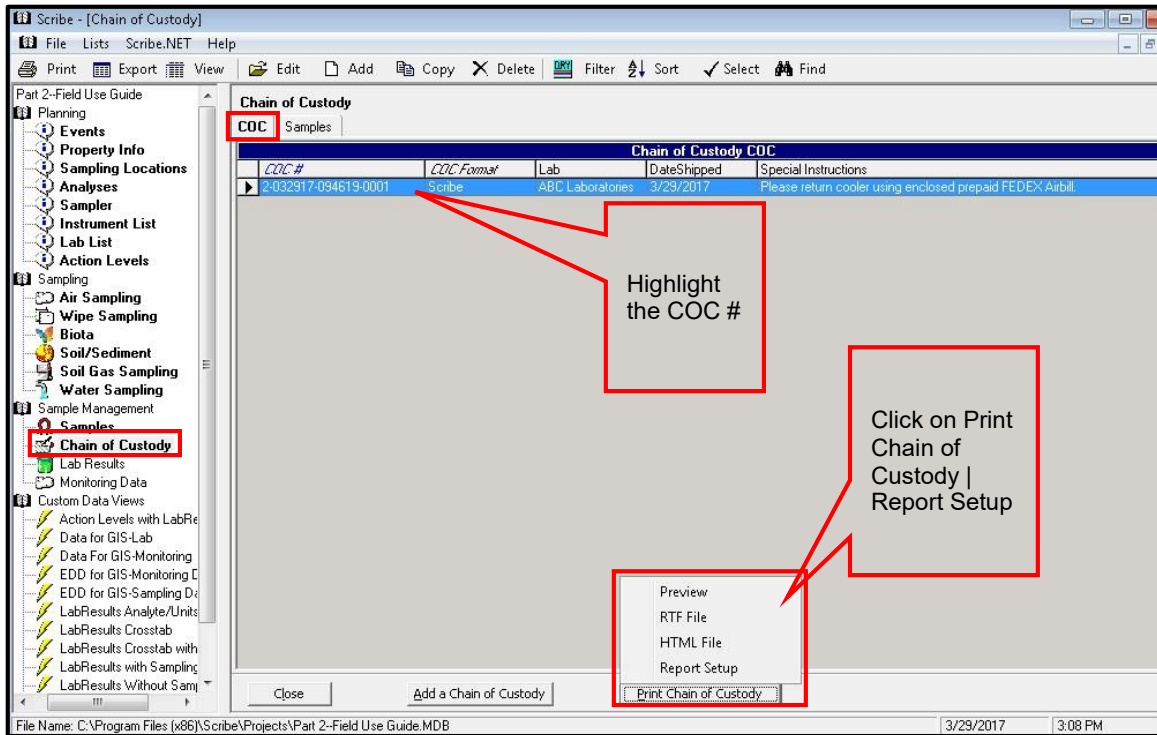 Scribe - [Chain of Custody]
File Lists Scribe.NET Help
Print Export View Edit Add Copy Delete QRY Filter Sort Select Find
Part 2--Field Use Guide
Planning
Events
Property Info
Sampling Locations
Analyses
Sampler
Instrument List
Lab List
Action Levels
Sampling
Air Sampling
Wipe Sampling
Biota
Soil/Sediment
Soil Gas Sampling
Water Sampling
Sample Management
Samples
Chain of Custody
Lab Results
Monitoring Data
Custom Data Views
Action Levels with LabRe
Data for GIS-Lab
Data For GIS-Monitoring
EDD for GIS-Monitoring D
EDD for GIS-Sampling Da
LabResults Analyte/Units
LabResults Crosstab
LabResults Crosstab with
LabResults with Sampling
LabResults Without Samp
Chain of Custody
COC Samples
Chain of Custody COC
COC # COC Format Lab DateShipped Special Instructions
2-032917-094619-0001 Scribe ABC Laboratories 3/29/2017 Please return cooler using enclosed prepaid FEDEX Airbill.
Highlight
the COC #
Click on Print
Chain of
Custody |
Report Setup
Preview
RTF File
HTML File
Report Setup
Close Add a Chain of Custody Print Chain of Custody
File Name: C:\Program Files (x86)\Scribe\Projects\Part 2--Field Use Guide.MDB 3/29/2017 3:08 PM